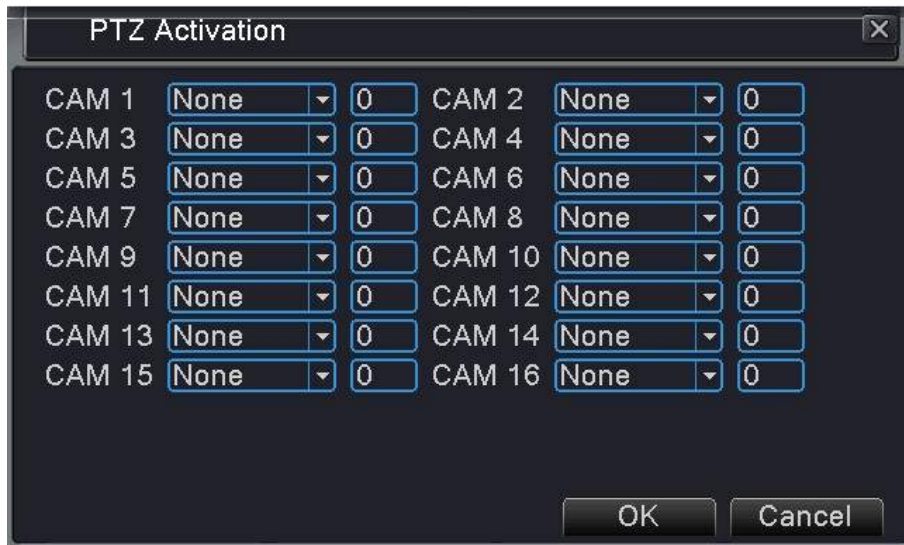 PTZ Activation
CAM 1 None 0 CAM 2 None 0
CAM 3 None 0 CAM 4 None 0
CAM 5 None 0 CAM 6 None 0
CAM 7 None 0 CAM 8 None 0
CAM 9 None 0 CAM 10 None 0
CAM 11 None 0 CAM 12 None 0
CAM 13 None 0 CAM 14 None 0
CAM 15 None 0 CAM 16 None 0
OK Cancel